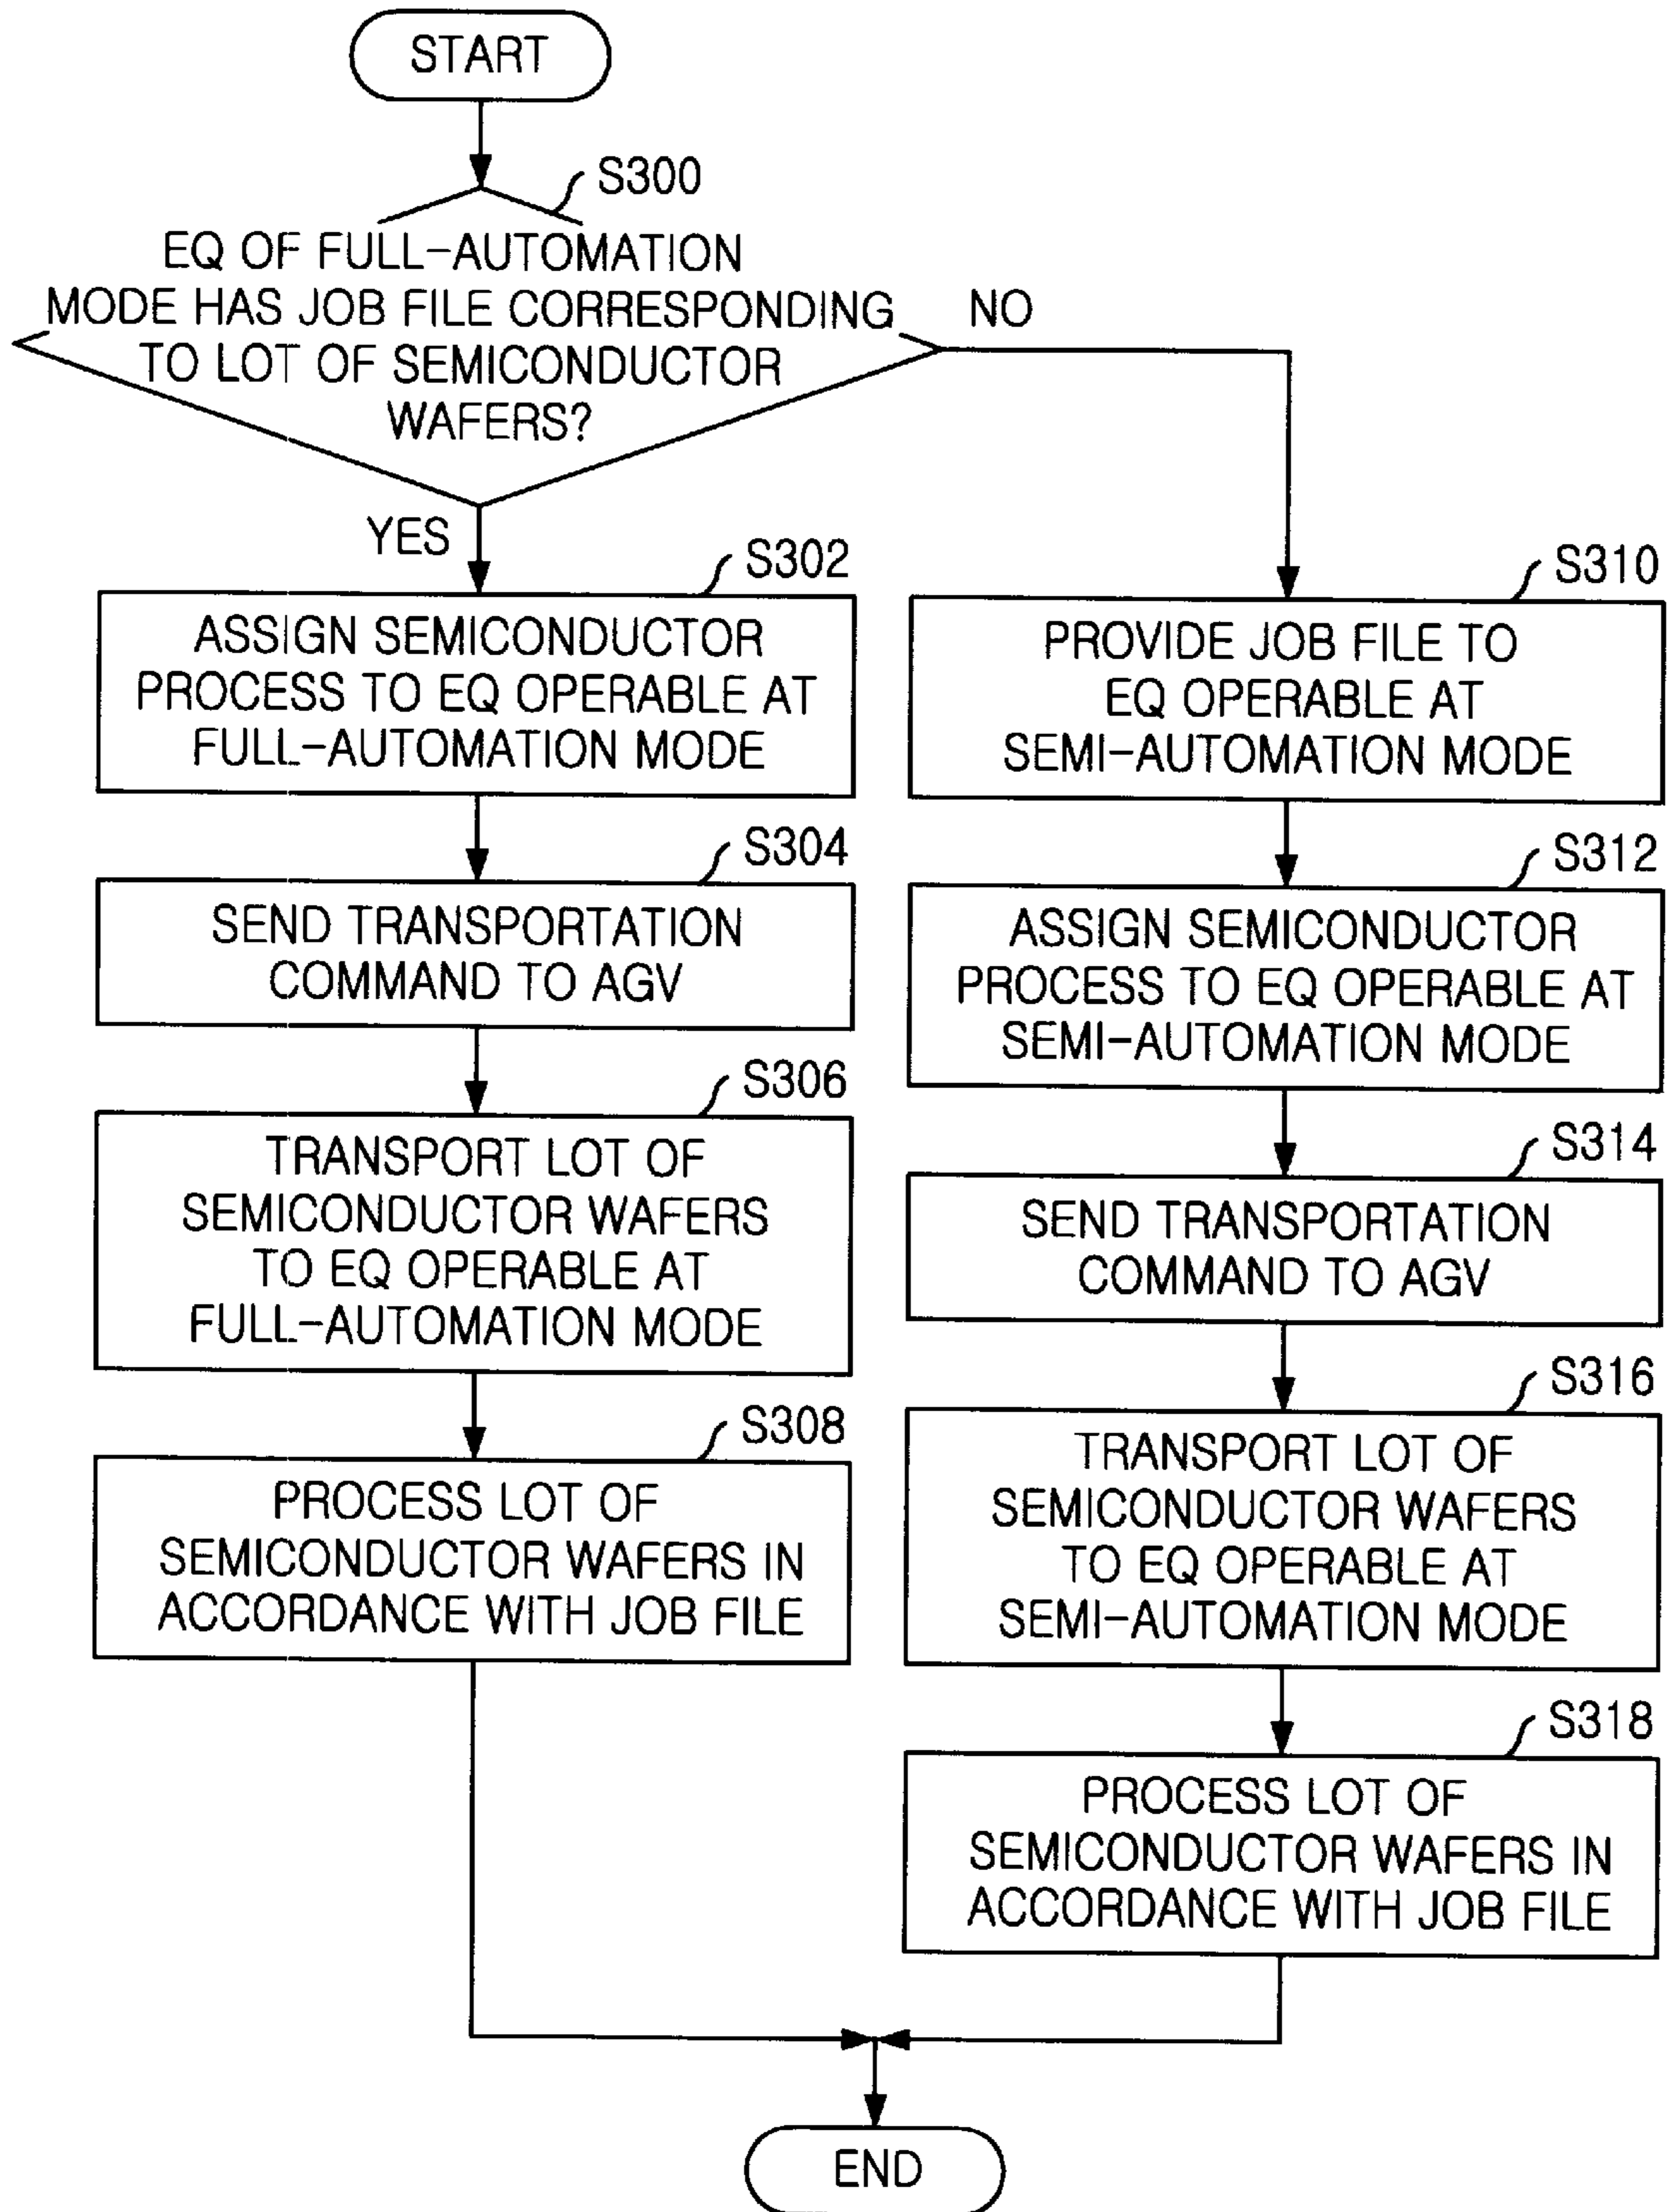 START
S300
EQ OF FULL-AUTOMATION
MODE HAS JOB FILE CORRESPONDING
TO LOT OF SEMICONDUCTOR
WAFERS?
NO
YES
S302
ASSIGN SEMICONDUCTOR
PROCESS TO EQ OPERABLE AT
FULL-AUTOMATION MODE
S304
SEND TRANSPORTATION
COMMAND TO AGV
S306
TRANSPORT LOT OF
SEMICONDUCTOR WAFERS
TO EQ OPERABLE AT
FULL-AUTOMATION MODE
S308
PROCESS LOT OF
SEMICONDUCTOR WAFERS IN
ACCORDANCE WITH JOB FILE
S310
PROVIDE JOB FILE TO
EQ OPERABLE AT
SEMI-AUTOMATION MODE
S312
ASSIGN SEMICONDUCTOR
PROCESS TO EQ OPERABLE AT
SEMI-AUTOMATION MODE
S314
SEND TRANSPORTATION
COMMAND TO AGV
S316
TRANSPORT LOT OF
SEMICONDUCTOR WAFERS
TO EQ OPERABLE AT
SEMI-AUTOMATION MODE
S318
PROCESS LOT OF
SEMICONDUCTOR WAFERS IN
ACCORDANCE WITH JOB FILE
END